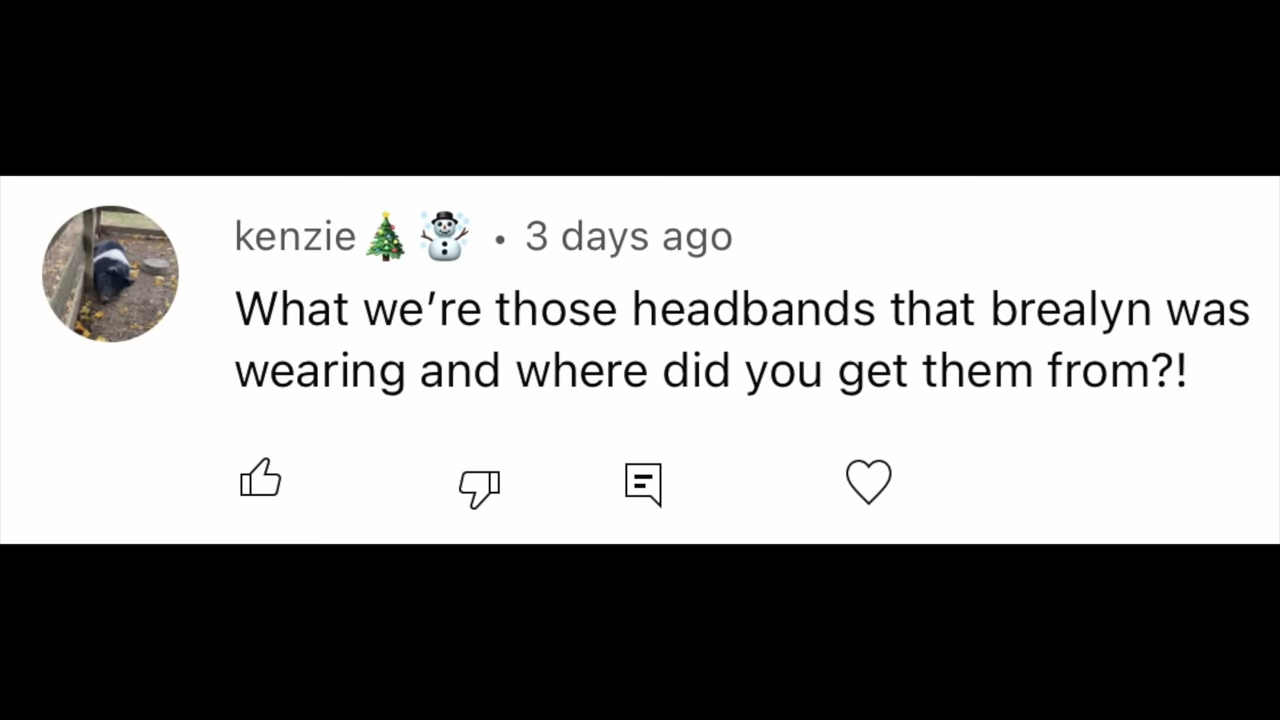 kenzie🎄☃️ • 3 days ago
What we’re those headbands that brealyn was
wearing and where did you get them from?!